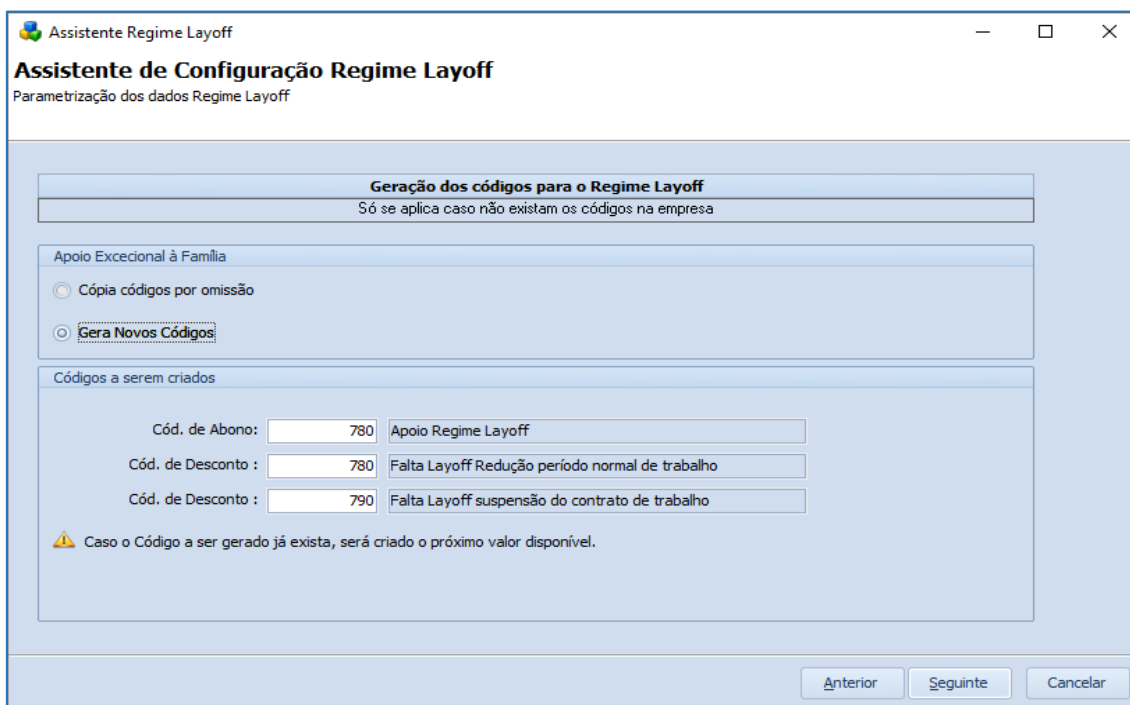 Assistente Regime Layoff
Assistente de Configuração Regime Layoff
Parametrização dos dados Regime Layoff
Geração dos códigos para o Regime Layoff
Só se aplica caso não existam os códigos na empresa
Apoio Excecional à Família
Cópia códigos por omissão
Gera Novos Códigos
Códigos a serem criados
Cód. de Abono: 780 Apoio Regime Layoff
Cód. de Desconto : 780 Falta Layoff Redução período normal de trabalho
Cód. de Desconto : 790 Falta Layoff suspensão do contrato de trabalho
Caso o Código a ser gerado já exista, será criado o próximo valor disponível.
Anterior Seguinte Cancelar